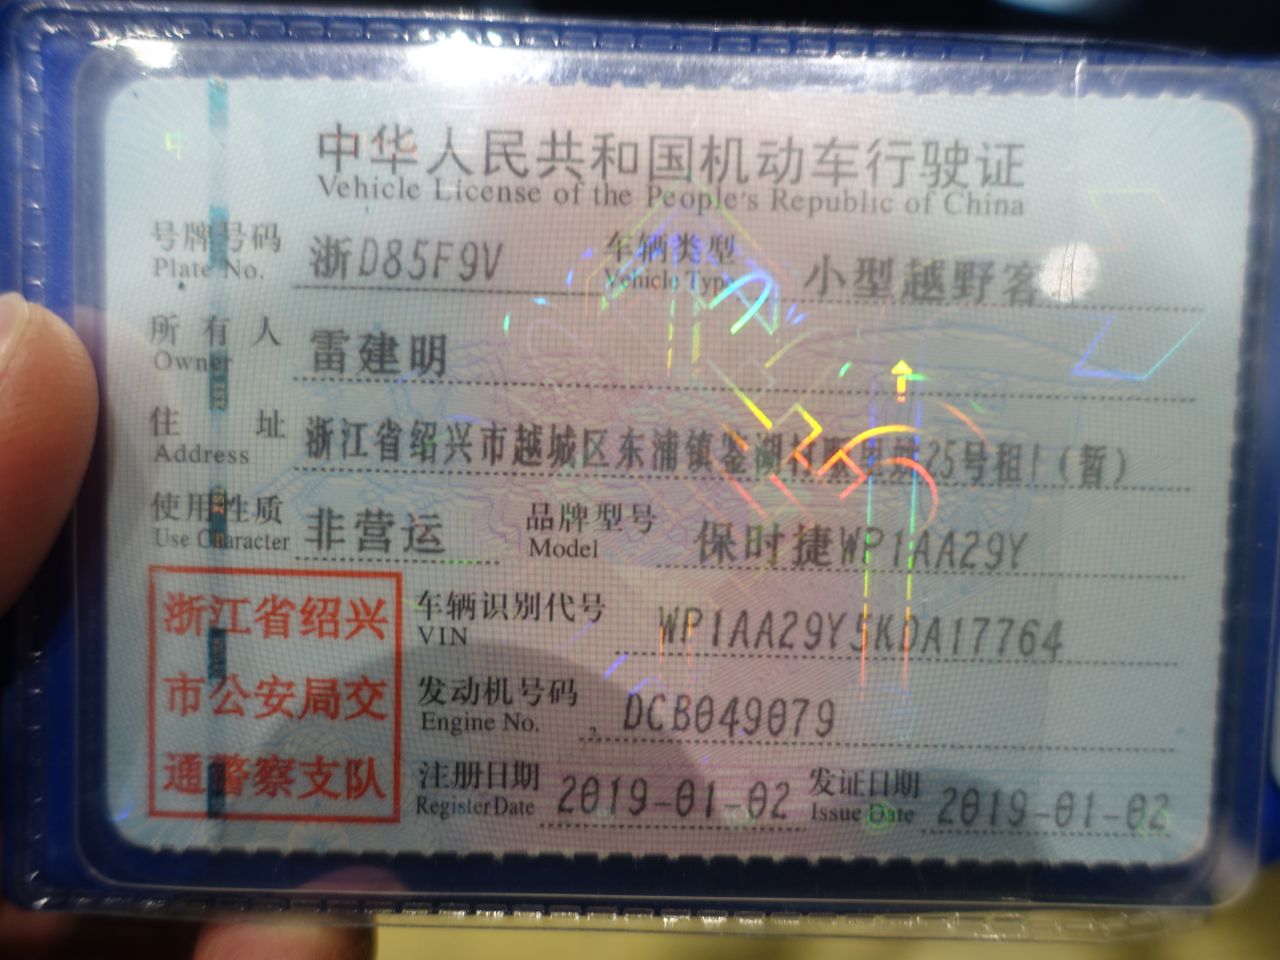 中华人民共和国机动车行驶证
Vehicle License of the People's Republic of China
号牌号码 浙D85F9V 车辆类型 小型越野客
Plate No. Vehicle Type
所有人 雷建明
Owner
住址 浙江省绍兴市越城区东浦镇鉴湖村 25号租1(暂)
Address
使用性质 非营运 品牌型号 保时捷WP1AA29Y
Use Character Model
浙江省绍兴
市公安局交
通警察支队
车辆识别代号 WP1AA29Y5KDA17764
VIN
发动机号码 DCB049079
Engine No.
注册日期 2019-01-02 发证日期 2019-01-02
Register Date Issue Date